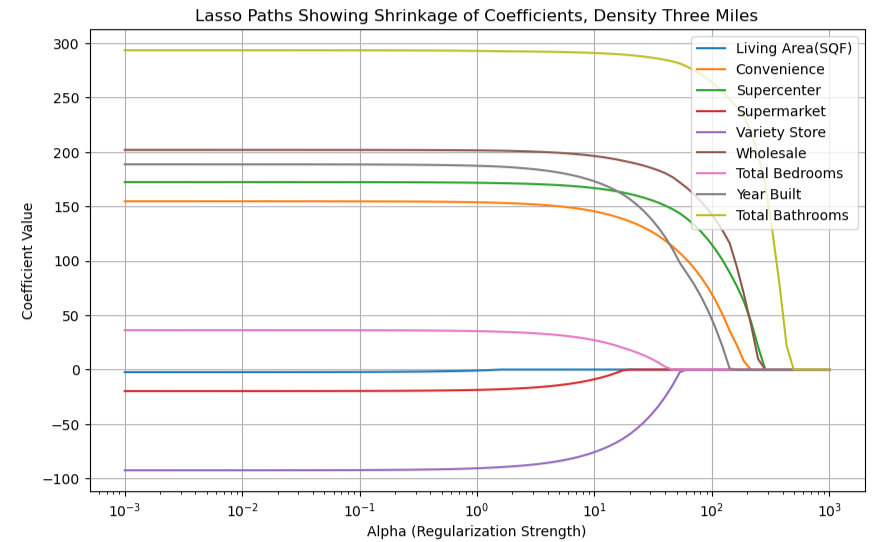 Lasso Paths Showing Shrinkage of Coefficients, Density Three Miles
300
250
200
150
100
50
0
−50
−100
Coefficient Value
Living Area(SQF)
Convenience
Supercenter
Supermarket
Variety Store
Wholesale
Total Bedrooms
Year Built
Total Bathrooms
10⁻³ 10⁻² 10⁻¹ 10⁰ 10¹ 10² 10³
Alpha (Regularization Strength)